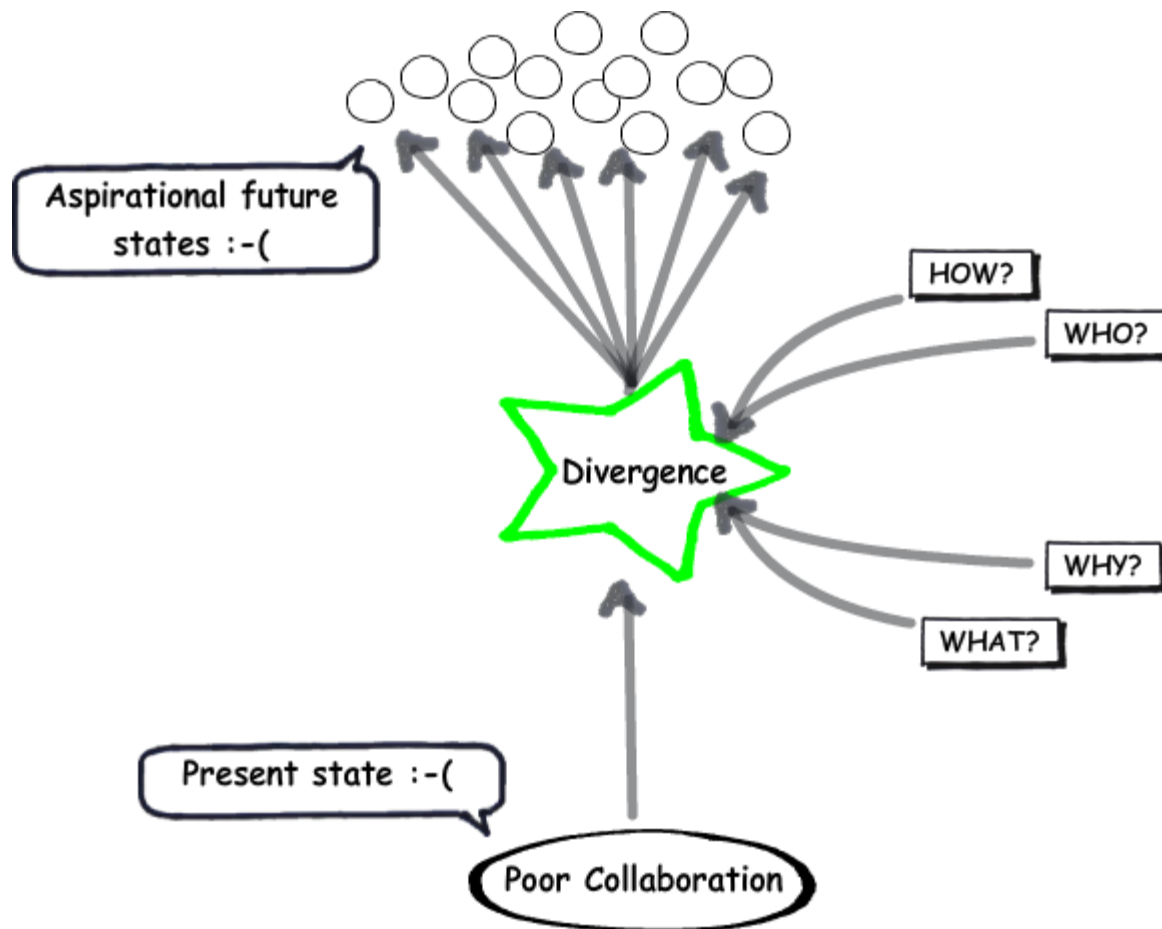 Aspirational future
states :-(
HOW?
WHO?
Divergence
WHY?
WHAT?
Present state :-(
Poor Collaboration